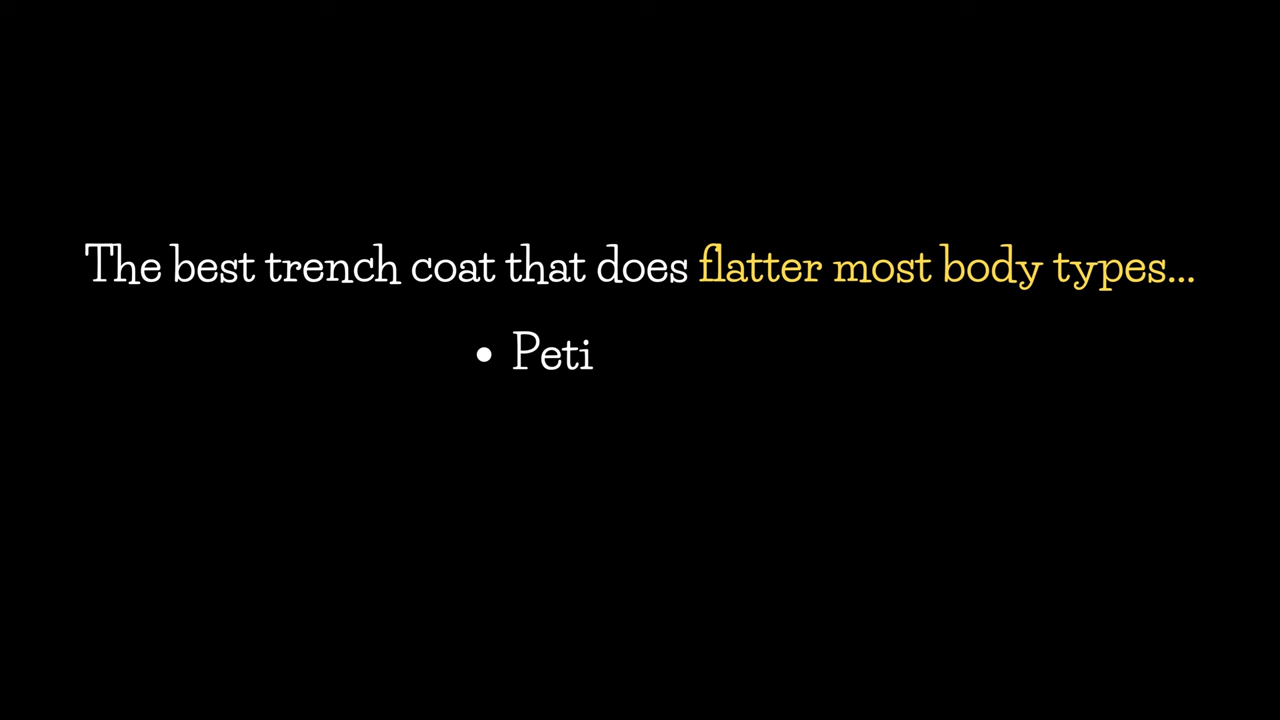 The best trench coat that does flatter most body types...
• Peti